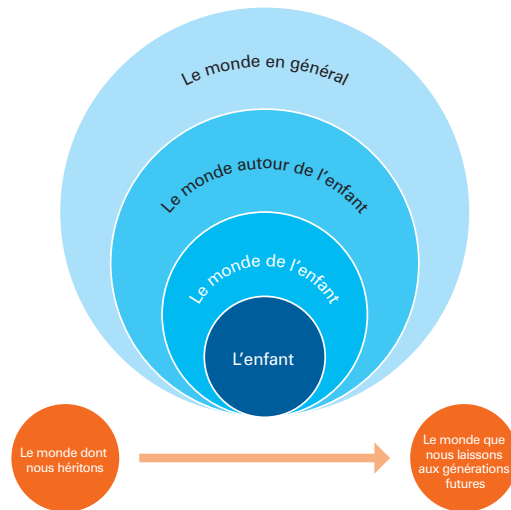 Le monde en général
Le monde autour de l'enfant
Le monde de l'enfant
L'enfant
Le monde dont
nous héritons
Le monde que
nous laissons
aux générations
futures